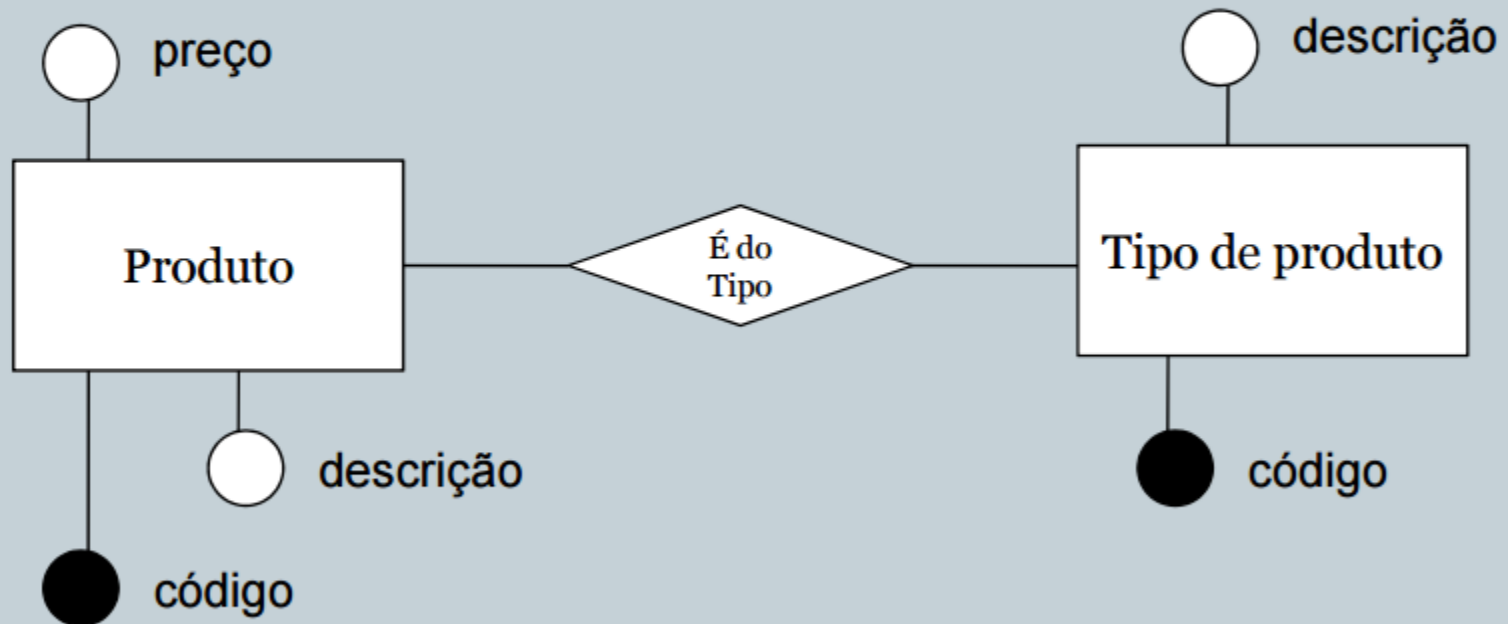 preço
descrição
Produto
É do
Tipo
Tipo de produto
descrição
código
código